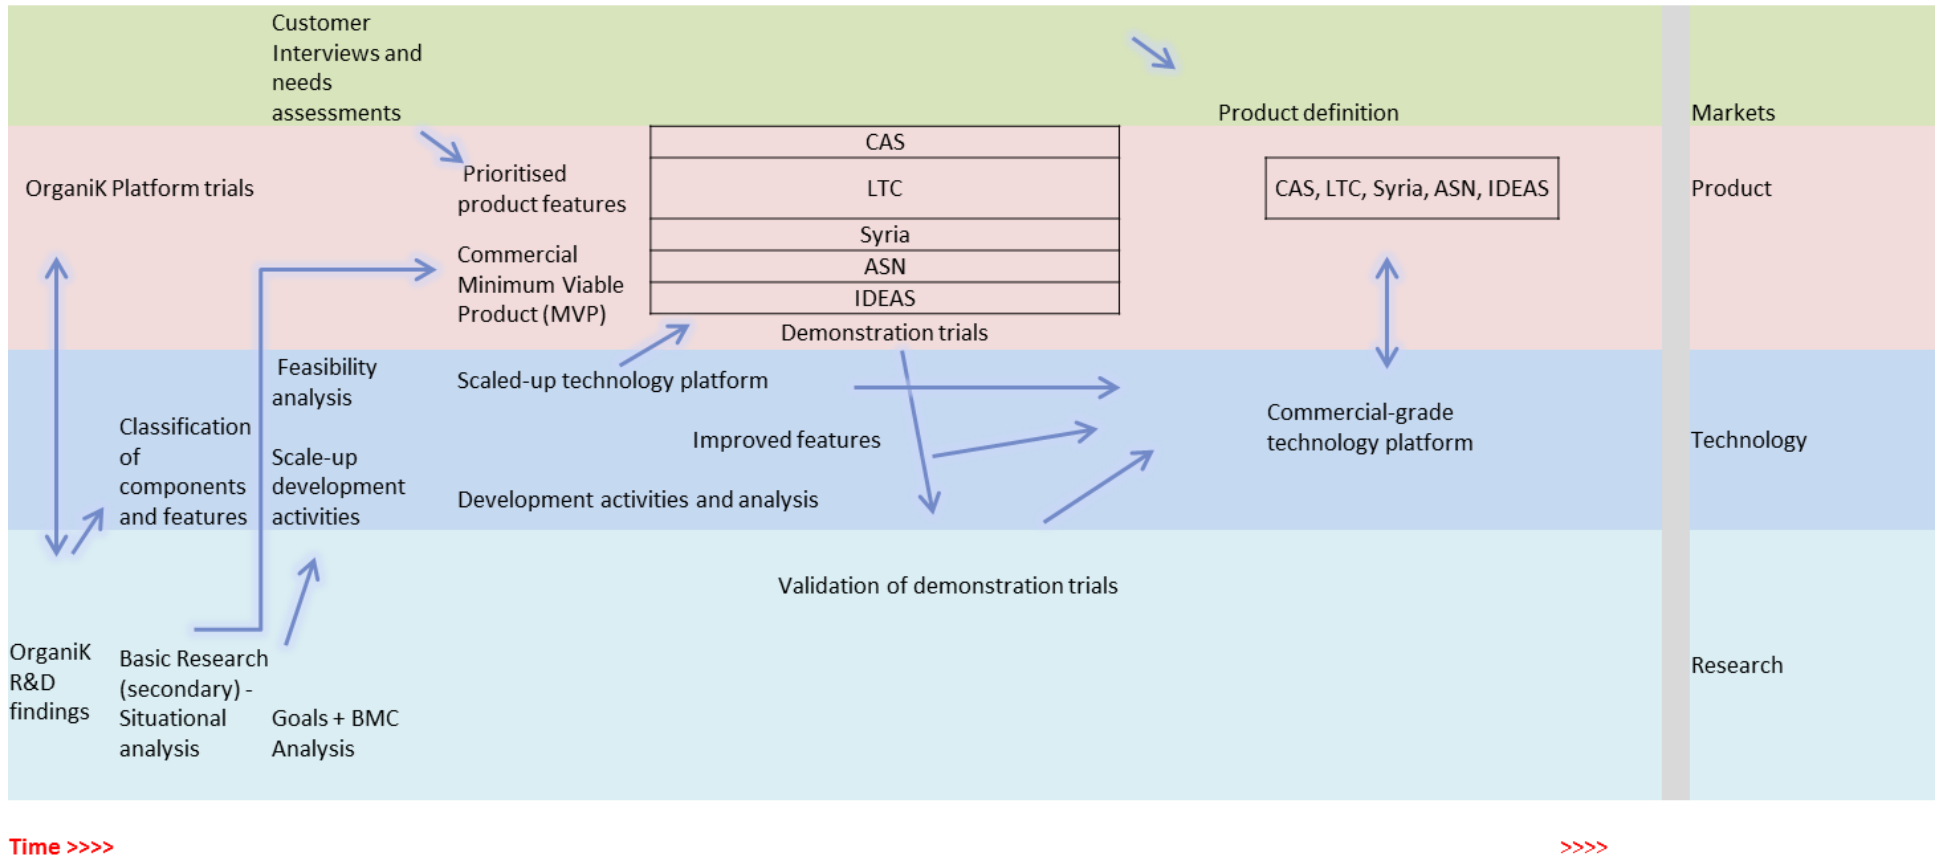 Customer
Interviews and
needs
assessments
Product definition
Markets
OrganiK Platform trials
Prioritised
product features
Commercial
Minimum Viable
Product (MVP)
CAS
LTC
Syria
ASN
IDEAS
Demonstration trials
CAS, LTC, Syria, ASN, IDEAS
Product
Classification
of
components
and features
Feasibility
analysis
Scale-up
development
activities
Scaled-up technology platform
Improved features
Development activities and analysis
Commercial-grade
technology platform
Technology
OrganiK
R&D
findings
Basic Research
(secondary) -
Situational
analysis
Goals + BMC
Analysis
Validation of demonstration trials
Research
Time >>>>
>>>>